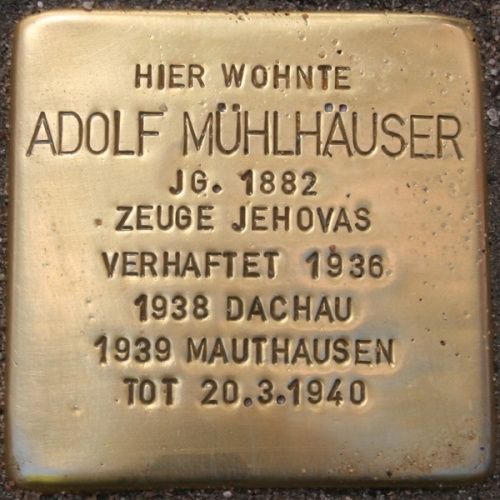 HIER WOHNTE
ADOLF MÜHLHÄUSER
JG. 1882
ZEUGE JEHOVAS
VERHAFTET 1936
1938 DACHAU
1939 MAUTHAUSEN
TOT 20.3.1940